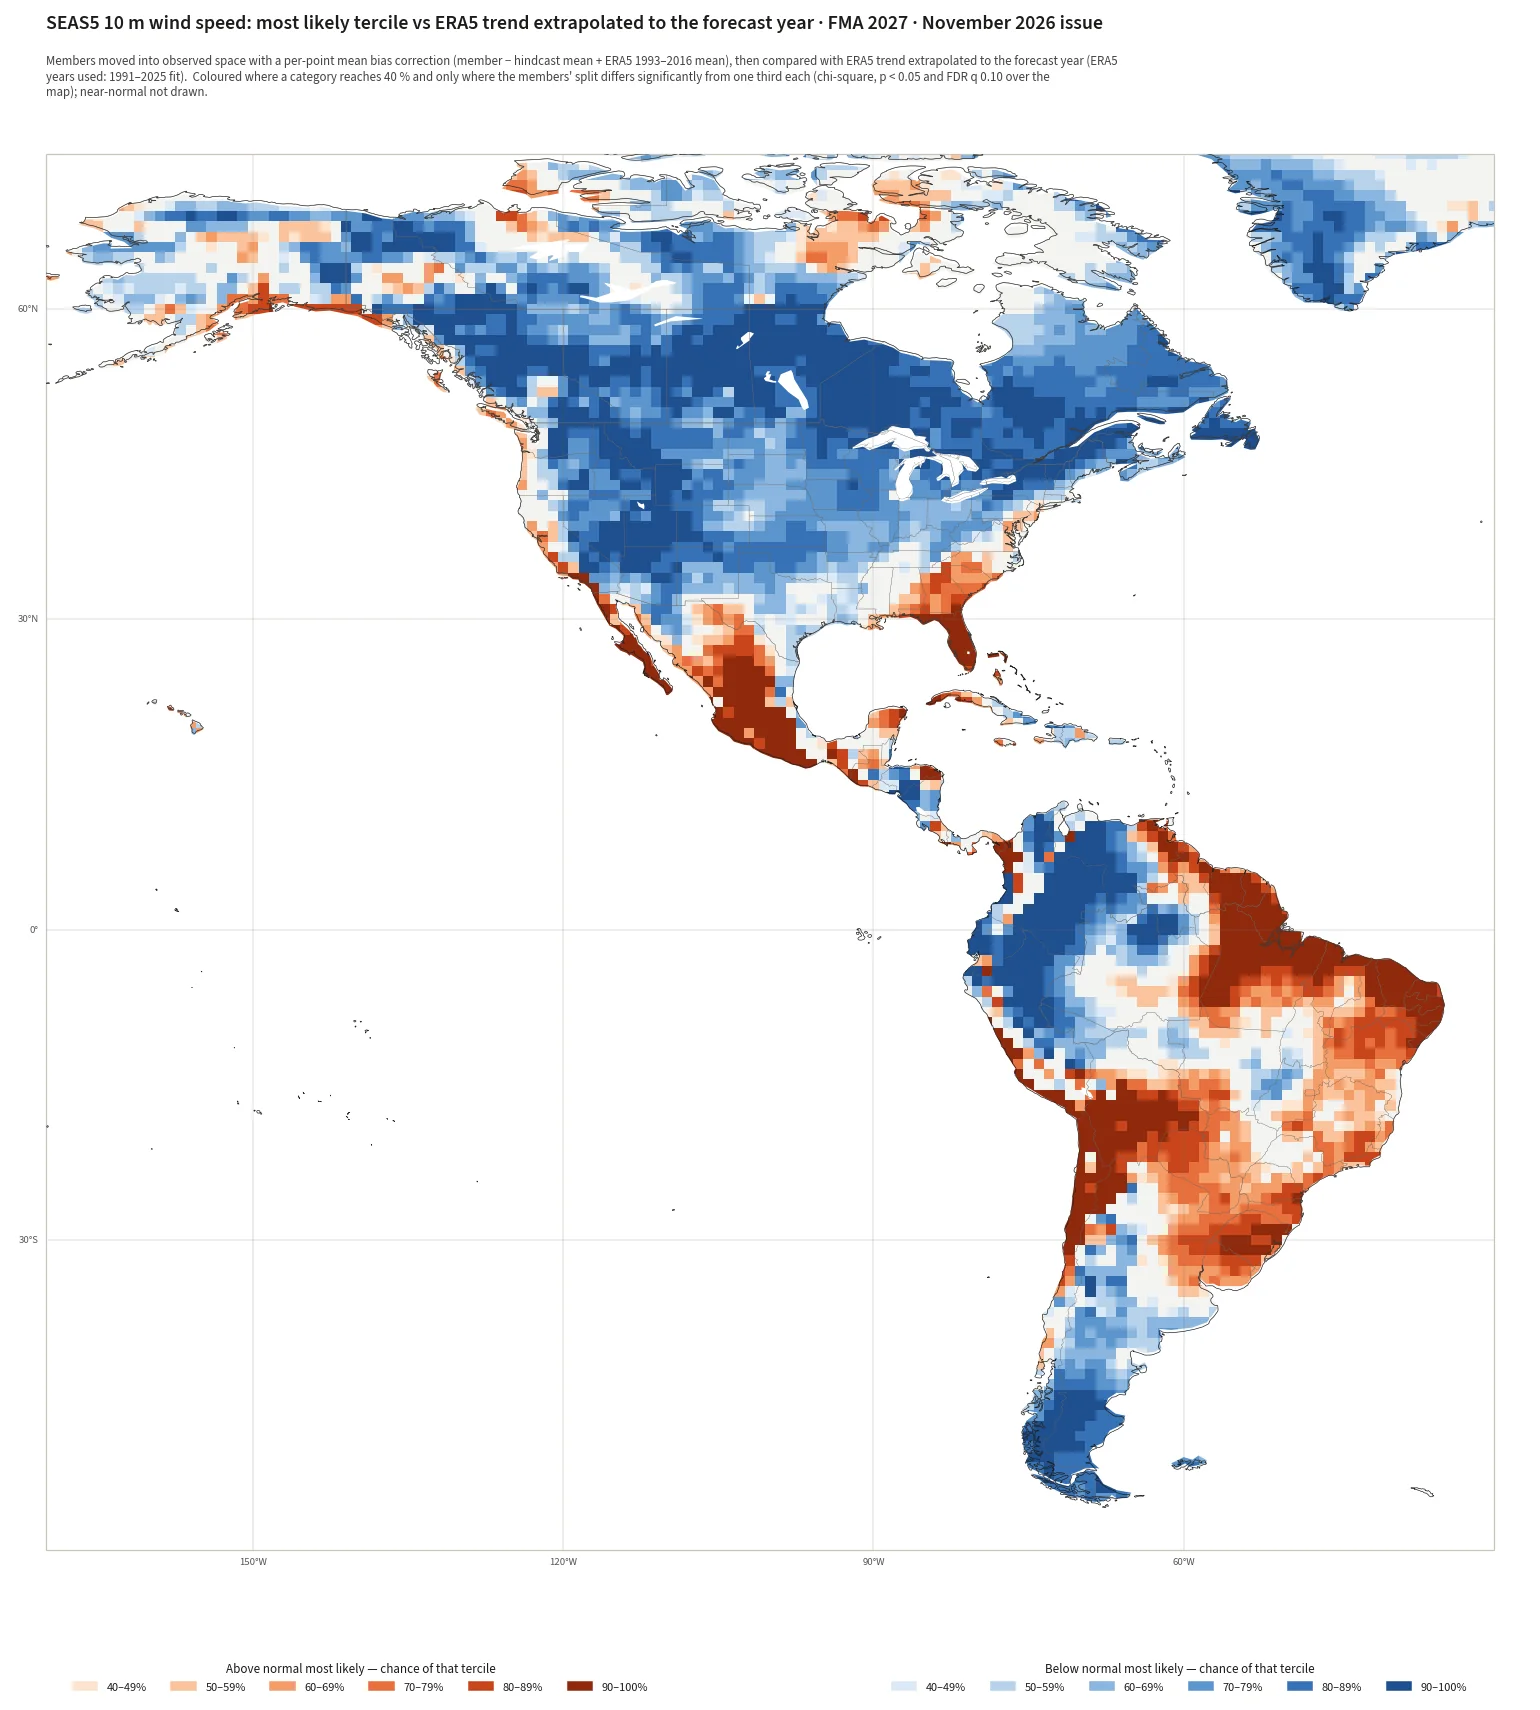 SEAS5 10 m wind speed: most likely tercile vs ERA5 trend extrapolated to the forecast year · FMA 2027 · November 2026 issue
Members moved into observed space with a per-point mean bias correction (member − hindcast mean + ERA5 1993–2016 mean), then compared with ERA5 trend extrapolated to the forecast year (ERA5
years used: 1991–2025 fit). Coloured where a category reaches 40 % and only where the members' split differs significantly from one third each (chi-square, p < 0.05 and FDR q 0.10 over the
map); near-normal not drawn.
60°N
30°N
0°
30°S
150°W 120°W 90°W 60°W
Above normal most likely — chance of that tercile
40–49% 50–59% 60–69% 70–79% 80–89% 90–100%
Below normal most likely — chance of that tercile
40–49% 50–59% 60–69% 70–79% 80–89% 90–100%